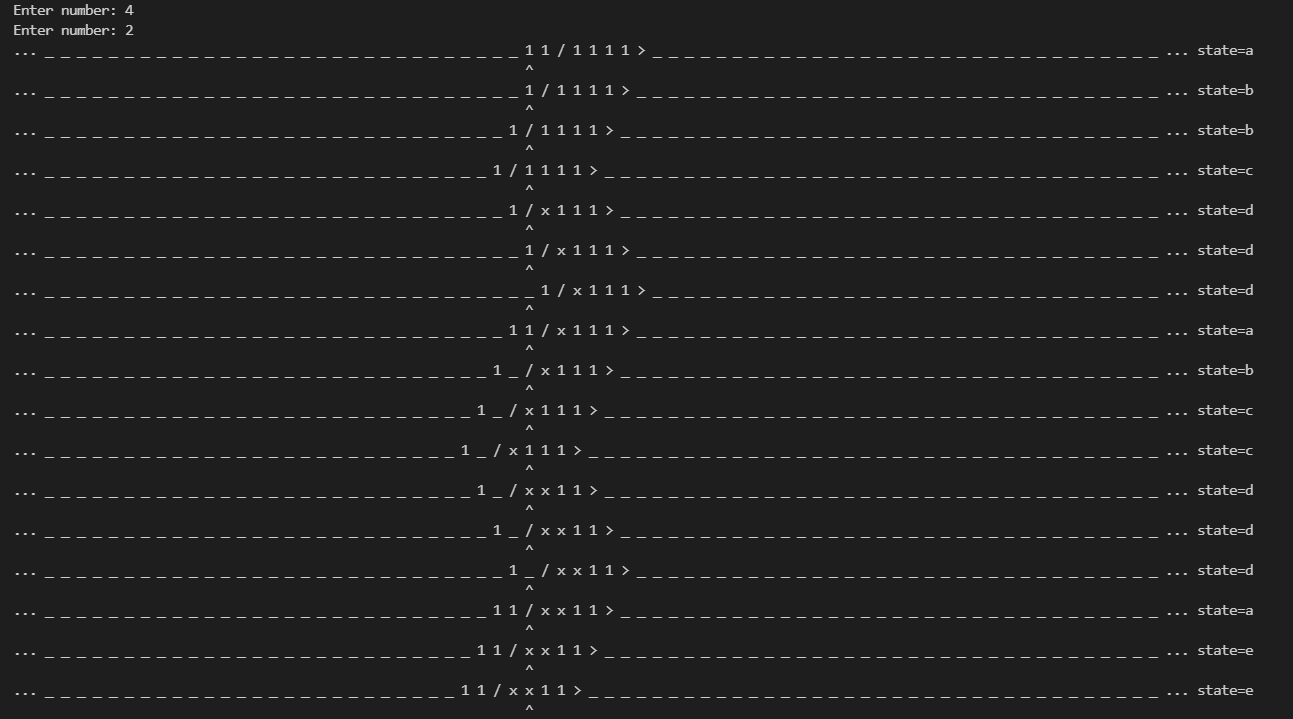 Enter number: 4
Enter number: 2
... _ _ _ _ _ _ _ _ _ _ _ _ _ _ _ _ _ _ _ _ _ _ _ _ _ _ _ _ _ _ 1 1 / 1 1 1 1 > _ _ _ _ _ _ _ _ _ _ _ _ _ _ _ _ _ _ _ _ _ _ _ _ _ _ _ _ _ _ _ _ ... state=a
^
... _ _ _ _ _ _ _ _ _ _ _ _ _ _ _ _ _ _ _ _ _ _ _ _ _ _ _ _ _ _ 1 / 1 1 1 1 > _ _ _ _ _ _ _ _ _ _ _ _ _ _ _ _ _ _ _ _ _ _ _ _ _ _ _ _ _ _ _ _ _ ... state=b
^
... _ _ _ _ _ _ _ _ _ _ _ _ _ _ _ _ _ _ _ _ _ _ _ _ _ _ _ _ _ 1 / 1 1 1 1 > _ _ _ _ _ _ _ _ _ _ _ _ _ _ _ _ _ _ _ _ _ _ _ _ _ _ _ _ _ _ _ _ _ _ ... state=b
^
... _ _ _ _ _ _ _ _ _ _ _ _ _ _ _ _ _ _ _ _ _ _ _ _ _ _ _ _ 1 / 1 1 1 1 > _ _ _ _ _ _ _ _ _ _ _ _ _ _ _ _ _ _ _ _ _ _ _ _ _ _ _ _ _ _ _ _ _ _ _ ... state=c
^
... _ _ _ _ _ _ _ _ _ _ _ _ _ _ _ _ _ _ _ _ _ _ _ _ _ _ _ _ _ 1 / x 1 1 1 > _ _ _ _ _ _ _ _ _ _ _ _ _ _ _ _ _ _ _ _ _ _ _ _ _ _ _ _ _ _ _ _ _ _ ... state=d
^
... _ _ _ _ _ _ _ _ _ _ _ _ _ _ _ _ _ _ _ _ _ _ _ _ _ _ _ _ _ _ 1 / x 1 1 1 > _ _ _ _ _ _ _ _ _ _ _ _ _ _ _ _ _ _ _ _ _ _ _ _ _ _ _ _ _ _ _ _ _ ... state=d
^
... _ _ _ _ _ _ _ _ _ _ _ _ _ _ _ _ _ _ _ _ _ _ _ _ _ _ _ _ _ _ _ 1 / x 1 1 1 > _ _ _ _ _ _ _ _ _ _ _ _ _ _ _ _ _ _ _ _ _ _ _ _ _ _ _ _ _ _ _ _ ... state=d
^
... _ _ _ _ _ _ _ _ _ _ _ _ _ _ _ _ _ _ _ _ _ _ _ _ _ _ _ _ _ 1 1 / x 1 1 1 > _ _ _ _ _ _ _ _ _ _ _ _ _ _ _ _ _ _ _ _ _ _ _ _ _ _ _ _ _ _ _ _ _ ... state=a
^
... _ _ _ _ _ _ _ _ _ _ _ _ _ _ _ _ _ _ _ _ _ _ _ _ _ _ _ _ 1 _ / x 1 1 1 > _ _ _ _ _ _ _ _ _ _ _ _ _ _ _ _ _ _ _ _ _ _ _ _ _ _ _ _ _ _ _ _ _ _ ... state=b
^
... _ _ _ _ _ _ _ _ _ _ _ _ _ _ _ _ _ _ _ _ _ _ _ _ _ _ _ 1 _ / x 1 1 1 > _ _ _ _ _ _ _ _ _ _ _ _ _ _ _ _ _ _ _ _ _ _ _ _ _ _ _ _ _ _ _ _ _ _ _ ... state=c
^
... _ _ _ _ _ _ _ _ _ _ _ _ _ _ _ _ _ _ _ _ _ _ _ _ _ _ 1 _ / x 1 1 1 > _ _ _ _ _ _ _ _ _ _ _ _ _ _ _ _ _ _ _ _ _ _ _ _ _ _ _ _ _ _ _ _ _ _ _ _ ... state=c
^
... _ _ _ _ _ _ _ _ _ _ _ _ _ _ _ _ _ _ _ _ _ _ _ _ _ _ _ 1 _ / x x 1 1 > _ _ _ _ _ _ _ _ _ _ _ _ _ _ _ _ _ _ _ _ _ _ _ _ _ _ _ _ _ _ _ _ _ _ _ ... state=d
^
... _ _ _ _ _ _ _ _ _ _ _ _ _ _ _ _ _ _ _ _ _ _ _ _ _ _ _ _ 1 _ / x x 1 1 > _ _ _ _ _ _ _ _ _ _ _ _ _ _ _ _ _ _ _ _ _ _ _ _ _ _ _ _ _ _ _ _ _ _ ... state=d
^
... _ _ _ _ _ _ _ _ _ _ _ _ _ _ _ _ _ _ _ _ _ _ _ _ _ _ _ _ _ 1 _ / x x 1 1 > _ _ _ _ _ _ _ _ _ _ _ _ _ _ _ _ _ _ _ _ _ _ _ _ _ _ _ _ _ _ _ _ _ ... state=d
^
... _ _ _ _ _ _ _ _ _ _ _ _ _ _ _ _ _ _ _ _ _ _ _ _ _ _ _ _ 1 1 / x x 1 1 > _ _ _ _ _ _ _ _ _ _ _ _ _ _ _ _ _ _ _ _ _ _ _ _ _ _ _ _ _ _ _ _ _ _ ... state=a
^
... _ _ _ _ _ _ _ _ _ _ _ _ _ _ _ _ _ _ _ _ _ _ _ _ _ _ _ 1 1 / x x 1 1 > _ _ _ _ _ _ _ _ _ _ _ _ _ _ _ _ _ _ _ _ _ _ _ _ _ _ _ _ _ _ _ _ _ _ _ ... state=e
^
... _ _ _ _ _ _ _ _ _ _ _ _ _ _ _ _ _ _ _ _ _ _ _ _ _ _ 1 1 / x x 1 1 > _ _ _ _ _ _ _ _ _ _ _ _ _ _ _ _ _ _ _ _ _ _ _ _ _ _ _ _ _ _ _ _ _ _ _ _ ... state=e
^